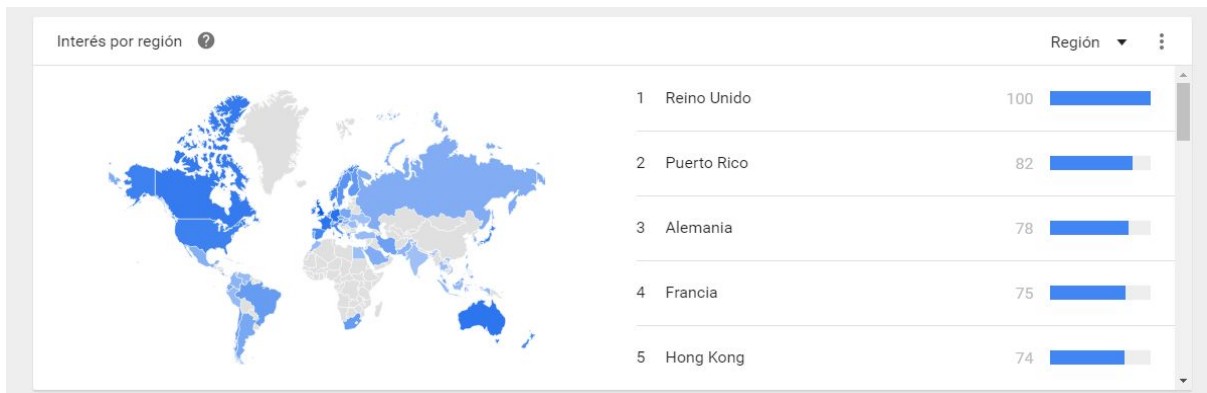 Interés por región ?
Región
1 Reino Unido 100
2 Puerto Rico 82
3 Alemania 78
4 Francia 75
5 Hong Kong 74